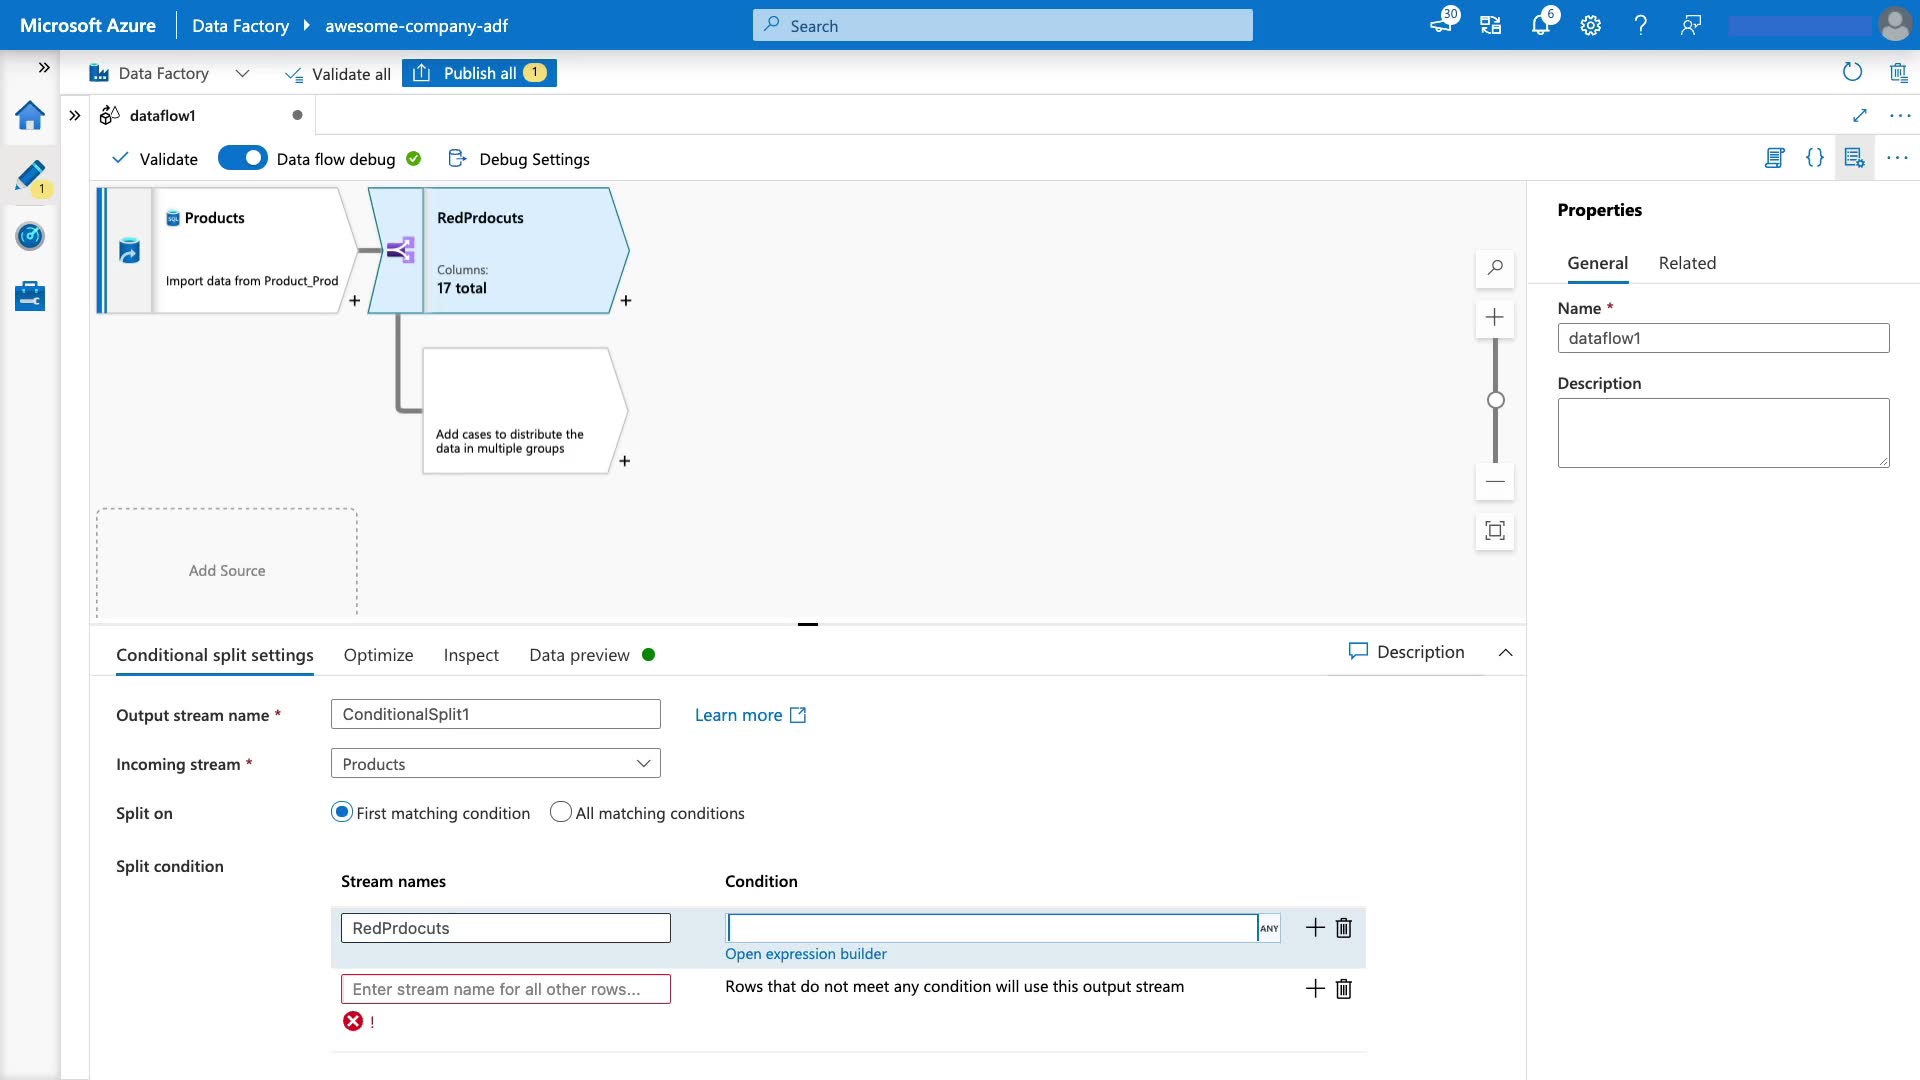 Microsoft Azure
Data Factory
awesome-company-adf
Search
30
6
Data Factory
Validate all
Publish all 1
1
dataflow1
Validate
Data flow debug
Debug Settings
SQL
Products
Import data from Product_Prod
+
RedPrdocuts
Columns:
17 total
+
Add cases to distribute the
data in multiple groups
+
Add Source
Properties
General
Related
Name *
dataflow1
Description
Conditional split settings
Optimize
Inspect
Data preview
Description
Output stream name *
ConditionalSplit1
Learn more
Incoming stream *
Products
Split on
First matching condition
All matching conditions
Split condition
Stream names
Condition
RedPrdocuts
ANY
Open expression builder
Enter stream name for all other rows...
Rows that do not meet any condition will use this output stream
!